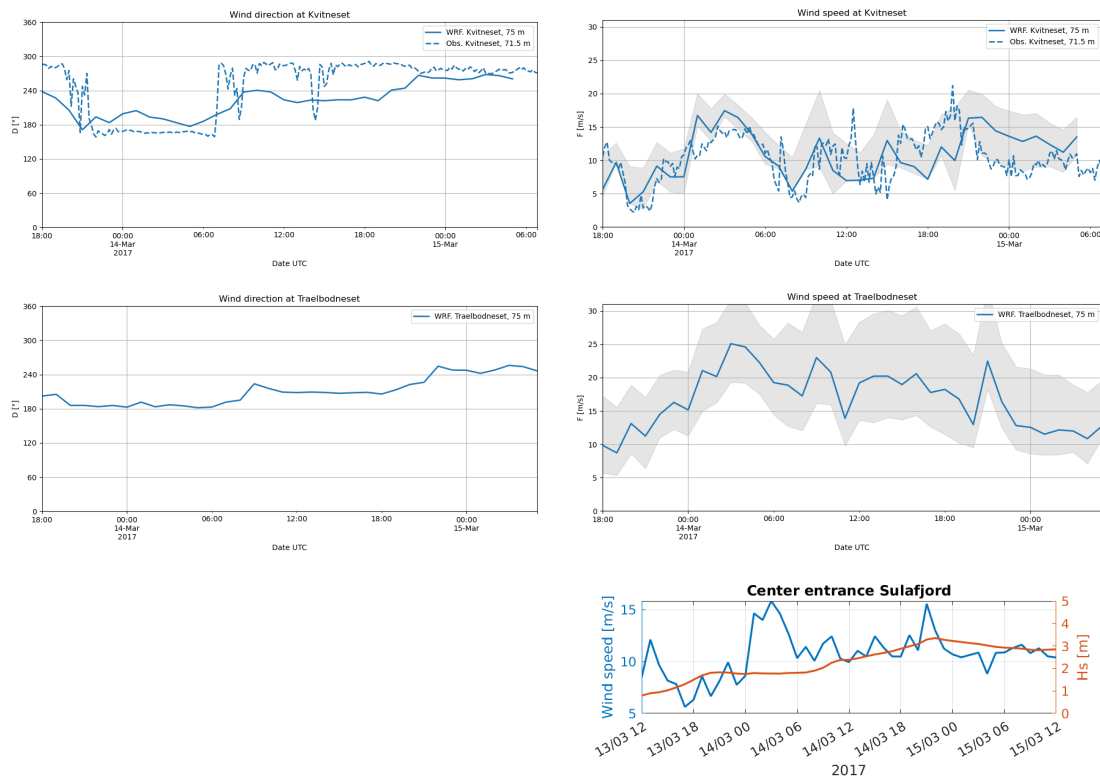 Wind direction at Kvitneset
360
300
240
180
120
60
0
D [°]
WRF. Kvitneset, 75 m
Obs. Kvitneset, 71.5 m
18:00
00:00
14-Mar
2017
06:00
12:00
18:00
00:00
15-Mar
06:00
Date UTC
Wind speed at Kvitneset
30
25
20
15
10
5
0
F [m/s]
WRF. Kvitneset, 75 m
Obs. Kvitneset, 71.5 m
18:00
00:00
14-Mar
2017
06:00
12:00
18:00
00:00
15-Mar
06:00
Date UTC
Wind direction at Traelbodneset
360
300
240
180
120
60
0
D [°]
WRF. Traelbodneset, 75 m
18:00
00:00
14-Mar
2017
06:00
12:00
18:00
00:00
15-Mar
Date UTC
Wind speed at Traelbodneset
30
25
20
15
10
5
0
F [m/s]
WRF. Traelbodneset, 75 m
18:00
00:00
14-Mar
2017
06:00
12:00
18:00
00:00
15-Mar
Date UTC
Center entrance Sulafjord
15
10
5
Wind speed [m/s]
5
4
3
2
1
0
Hs [m]
13/03 12
13/03 18
14/03 00
14/03 06
14/03 12
14/03 18
15/03 00
15/03 06
15/03 12
2017